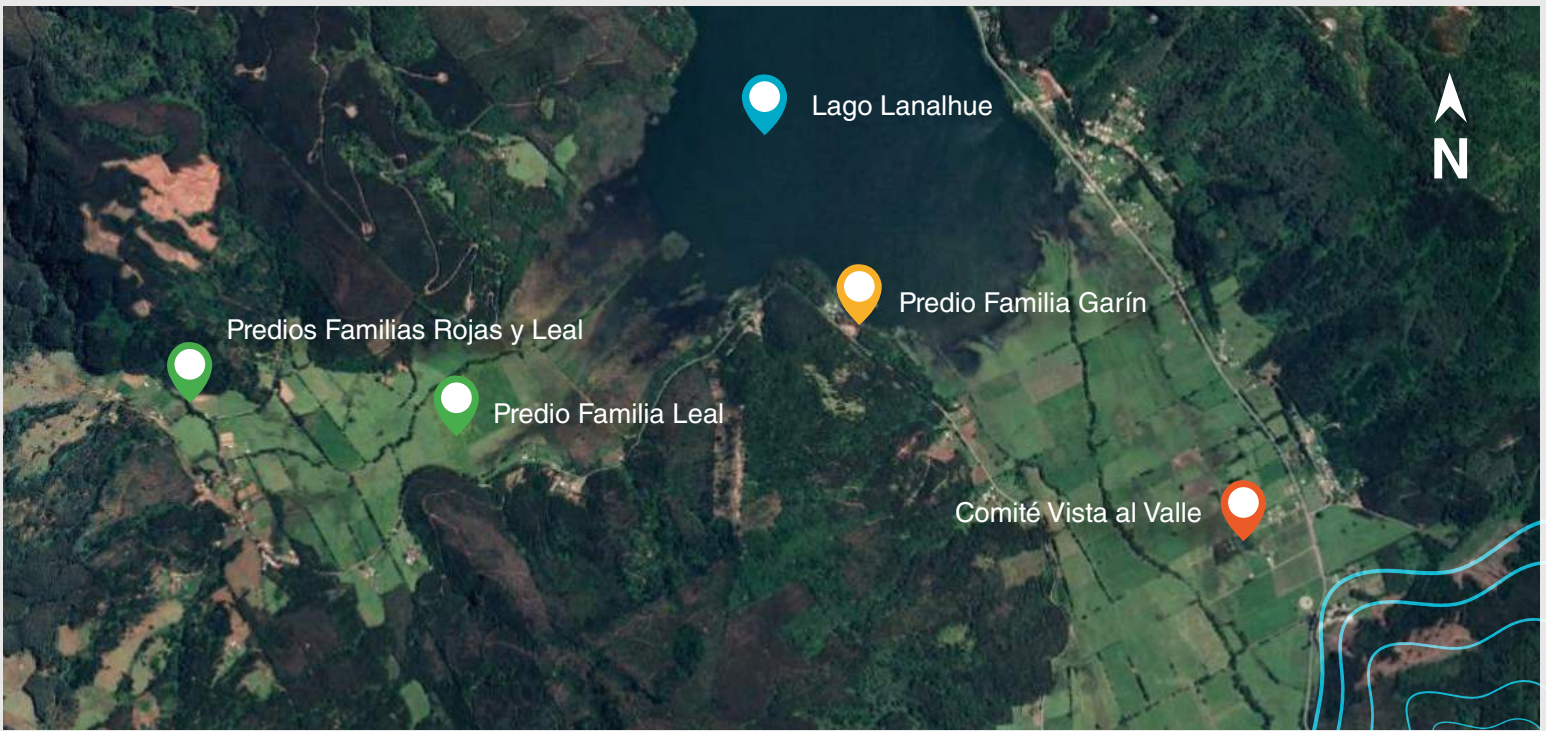 Lago Lanalhue
N
Predio Familia Garín
Predios Familias Rojas y Leal
Predio Familia Leal
Comité Vista al Valle